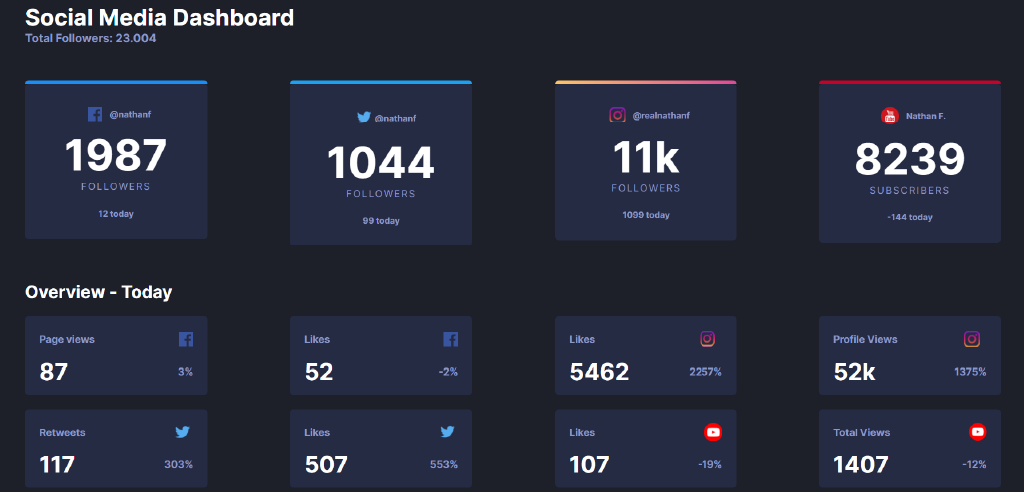 Social Media Dashboard
Total Followers: 23.004
@nathanf
1987
FOLLOWERS
12 today
@nathanf
1044
FOLLOWERS
99 today
@realnathanf
11k
FOLLOWERS
1099 today
Nathan F.
8239
SUBSCRIBERS
-144 today
Overview - Today
Page views
87
3%
Likes
52
-2%
Likes
5462
2257%
Profile Views
52k
1375%
Retweets
117
303%
Likes
507
553%
Likes
107
-19%
Total Views
1407
-12%